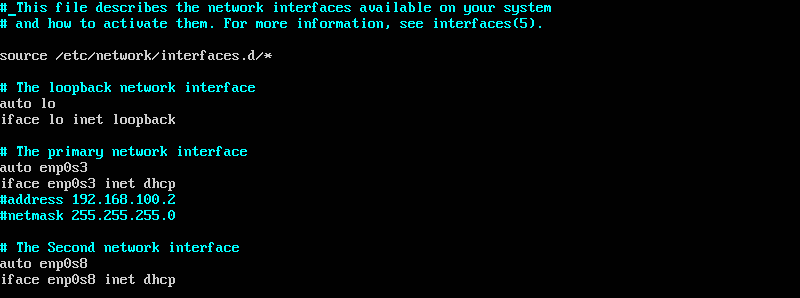 # This file describes the network interfaces available on your system
# and how to activate them. For more information, see interfaces(5).
source /etc/network/interfaces.d/*
# The loopback network interface
auto lo
iface lo inet loopback
# The primary network interface
auto enp0s3
iface enp0s3 inet dhcp
#address 192.168.100.2
#netmask 255.255.255.0
# The Second network interface
auto enp0s8
iface enp0s8 inet dhcp